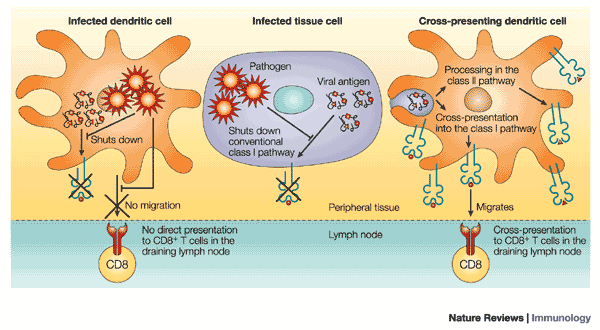 Infected dendritic cell
Infected tissue cell
Cross-presenting dendritic cell
Pathogen
Viral antigen
Shuts down
Shuts down
conventional
class I pathway
Processing in the
class II pathway
Cross-presentation
into the class I pathway
No migration
Peripheral tissue
Migrates
No direct presentation
to CD8+ T cells in the
draining lymph node
Lymph node
Cross-presentation
to CD8+ T cells in the
draining lymph node
CD8
CD8
Nature Reviews | Immunology